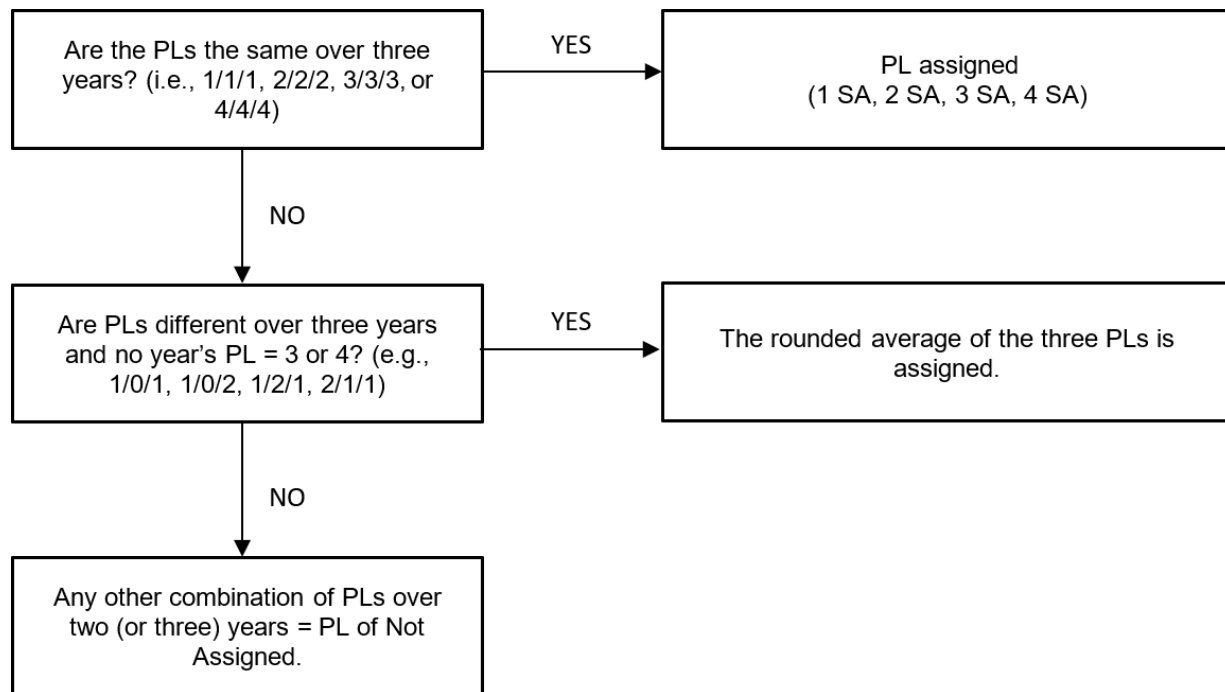 Are the PLs the same over three
years? (i.e., 1/1/1, 2/2/2, 3/3/3, or
4/4/4)
YES
PL assigned
(1 SA, 2 SA, 3 SA, 4 SA)
NO
Are PLs different over three years
and no year's PL = 3 or 4? (e.g.,
1/0/1, 1/0/2, 1/2/1, 2/1/1)
YES
The rounded average of the three PLs is
assigned.
NO
Any other combination of PLs over
two (or three) years = PL of Not
Assigned.